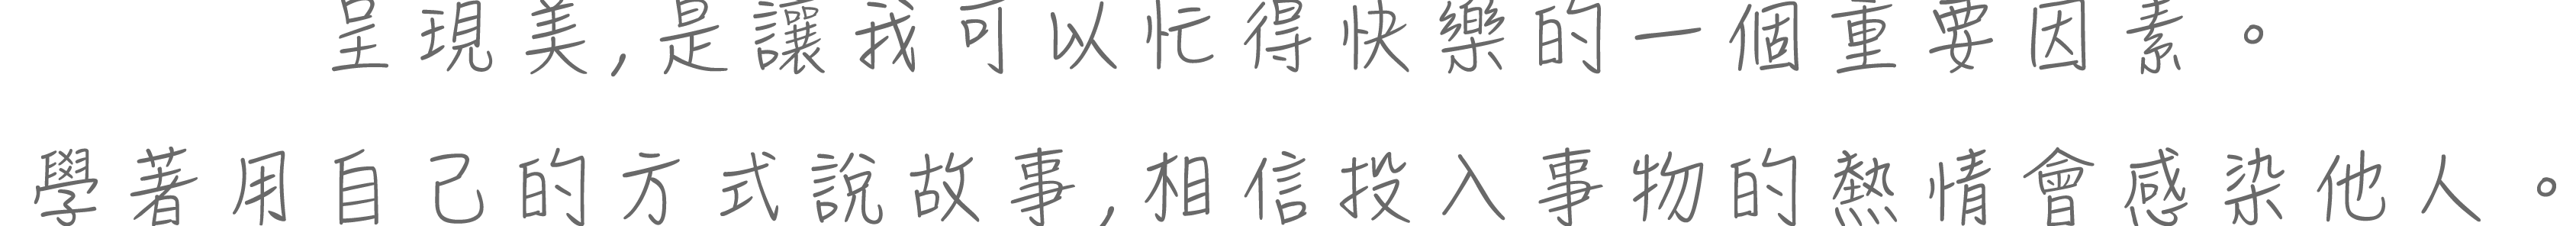 呈現美,是讓我可以忙得快樂的一個重要因素。
學著用自己的方式說故事,相信投入事物的熱情會感染他人。